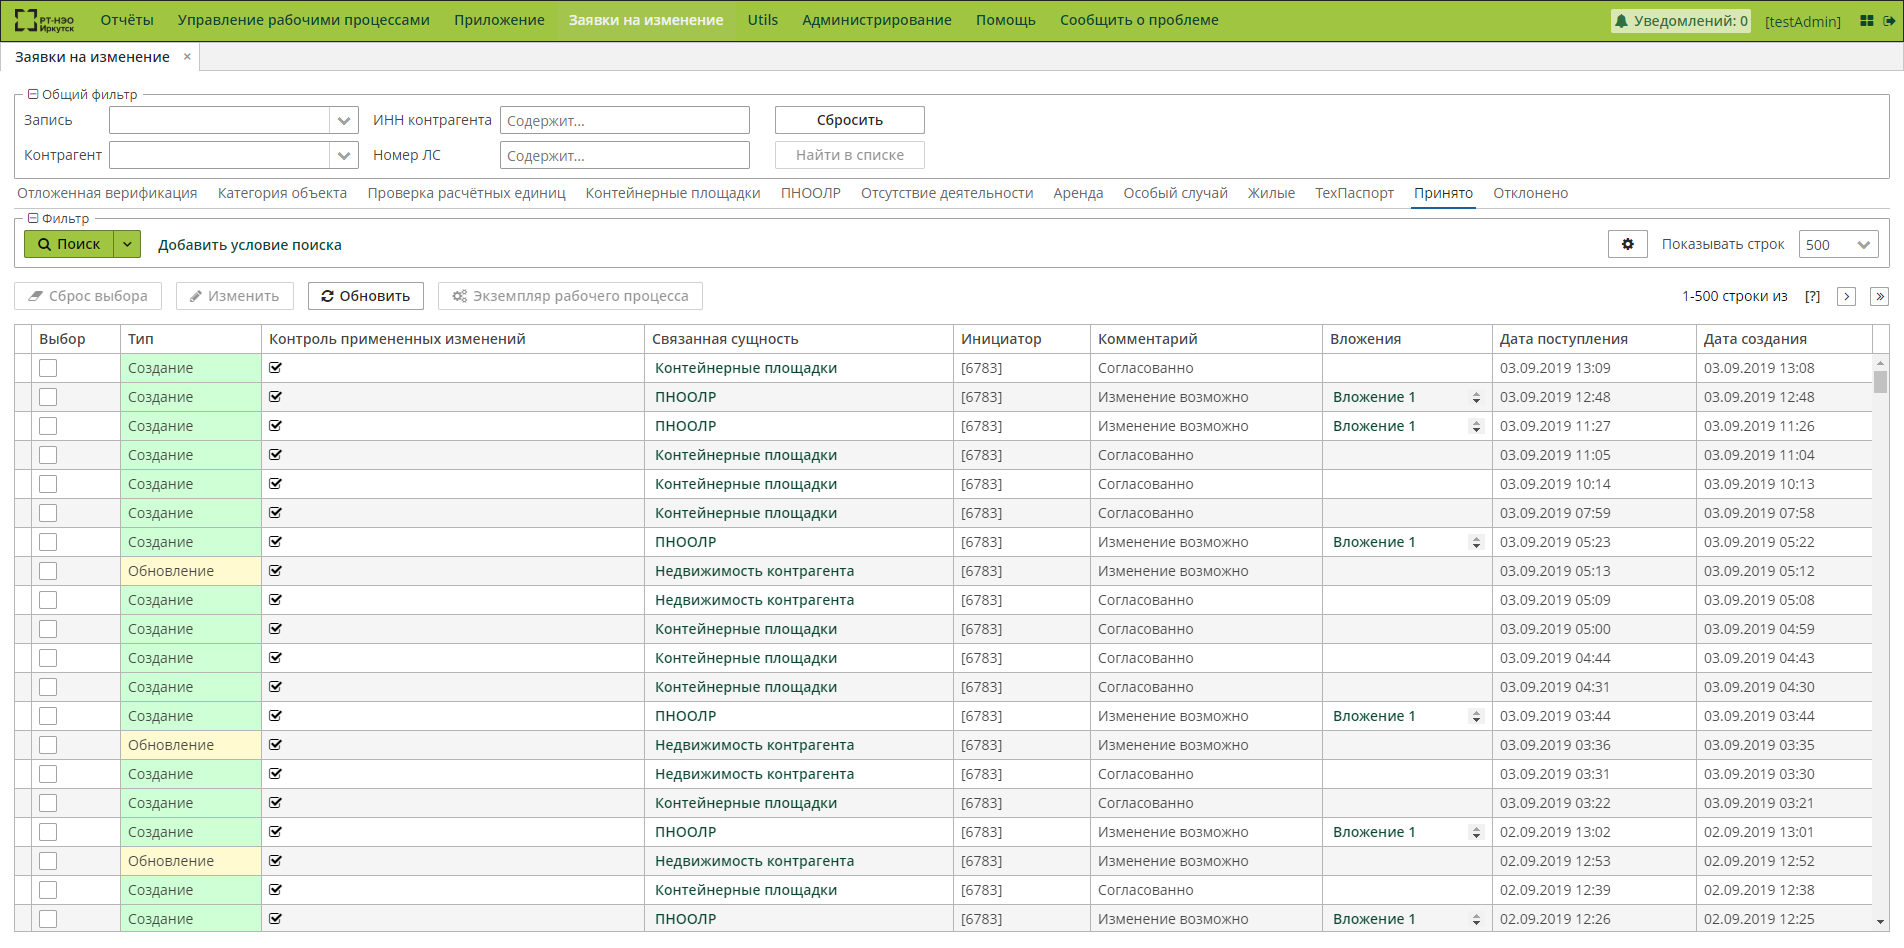 РТ-НЭО Иркутск Отчёты Управление рабочими процессами Приложение Заявки на изменение Utils Администрирование Помощь Сообщить о проблеме Уведомлений: 0 [testAdmin]
Заявки на изменение ×
Общий фильтр
Запись ИНН контрагента Содержит... Сбросить
Контрагент Номер ЛС Содержит... Найти в списке
Отложенная верификация Категория объекта Проверка расчётных единиц Контейнерные площадки ПНООЛР Отсутствие деятельности Аренда Особый случай Жилые ТехПаспорт Принято Отклонено
Фильтр
Поиск Добавить условие поиска Показывать строк 500
Сброс выбора Изменить Обновить Экземпляр рабочего процесса 1-500 строки из [?]
Выбор Тип Контроль примененных изменений Связанная сущность Инициатор Комментарий Вложения Дата поступления Дата создания
Создание Контейнерные площадки [6783] Согласованно 03.09.2019 13:09 03.09.2019 13:08
Создание ПНООЛР [6783] Изменение возможно Вложение 1 03.09.2019 12:48 03.09.2019 12:48
Создание ПНООЛР [6783] Изменение возможно Вложение 1 03.09.2019 11:27 03.09.2019 11:26
Создание Контейнерные площадки [6783] Согласованно 03.09.2019 11:05 03.09.2019 11:04
Создание Контейнерные площадки [6783] Согласованно 03.09.2019 10:14 03.09.2019 10:13
Создание Контейнерные площадки [6783] Согласованно 03.09.2019 07:59 03.09.2019 07:58
Создание ПНООЛР [6783] Изменение возможно Вложение 1 03.09.2019 05:23 03.09.2019 05:22
Обновление Недвижимость контрагента [6783] Изменение возможно 03.09.2019 05:13 03.09.2019 05:12
Создание Недвижимость контрагента [6783] Согласованно 03.09.2019 05:09 03.09.2019 05:08
Создание Контейнерные площадки [6783] Согласованно 03.09.2019 05:00 03.09.2019 04:59
Создание Контейнерные площадки [6783] Согласованно 03.09.2019 04:44 03.09.2019 04:43
Создание Контейнерные площадки [6783] Согласованно 03.09.2019 04:31 03.09.2019 04:30
Создание ПНООЛР [6783] Изменение возможно Вложение 1 03.09.2019 03:44 03.09.2019 03:44
Обновление Недвижимость контрагента [6783] Изменение возможно 03.09.2019 03:36 03.09.2019 03:35
Создание Недвижимость контрагента [6783] Согласованно 03.09.2019 03:31 03.09.2019 03:30
Создание Контейнерные площадки [6783] Согласованно 03.09.2019 03:22 03.09.2019 03:21
Создание ПНООЛР [6783] Изменение возможно Вложение 1 02.09.2019 13:02 02.09.2019 13:01
Обновление Недвижимость контрагента [6783] Изменение возможно 02.09.2019 12:53 02.09.2019 12:52
Создание Контейнерные площадки [6783] Согласованно 02.09.2019 12:39 02.09.2019 12:38
Создание ПНООЛР [6783] Изменение возможно Вложение 1 02.09.2019 12:26 02.09.2019 12:25